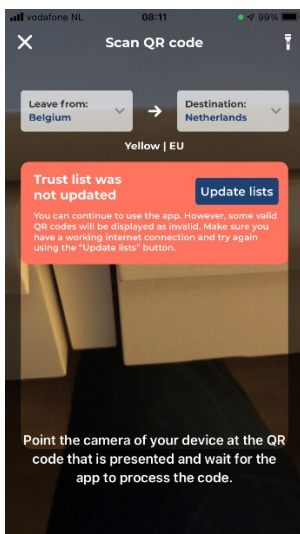 vodafone NL 08:11 99%
Scan QR code
Leave from: Destination:
Belgium Netherlands
Yellow | EU
Trust list was
not updated
Update lists
You can continue to use the app. However, some valid
QR codes will be displayed as invalid. Make sure you
have a working internet connection and try again
using the "Update lists" button.
Point the camera of your device at the QR
code that is presented and wait for the
app to process the code.